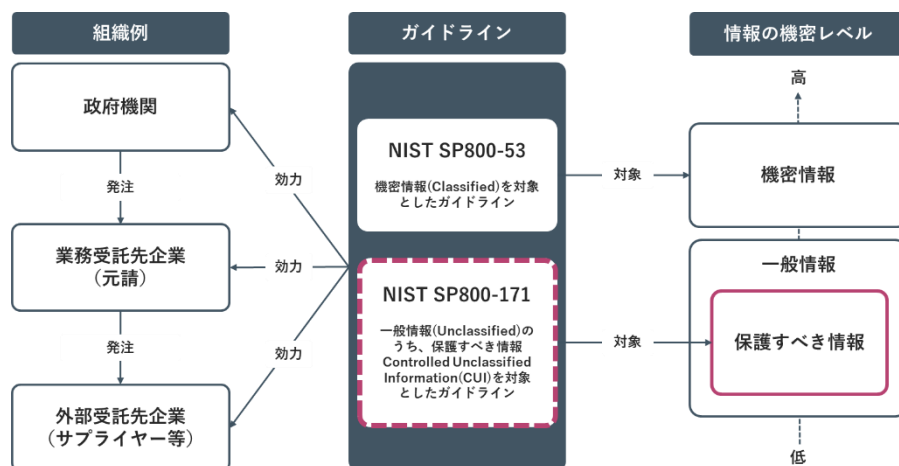 組織例
政府機関
発注
業務受託先企業
(元請)
発注
外部受託先企業
(サプライヤー等)
効力
効力
効力
ガイドライン
NIST SP800-53
機密情報(Classified)を対象
としたガイドライン
NIST SP800-171
一般情報(Unclassified)の
うち、保護すべき情報
Controlled Unclassified
Information(CUI)を対象
としたガイドライン
対象
対象
情報の機密レベル
高
機密情報
一般情報
保護すべき情報
低